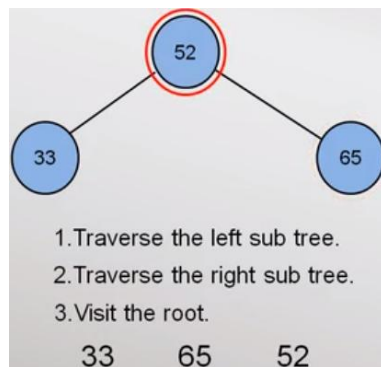 52
33 65
1.Traverse the left sub tree.
2.Traverse the right sub tree.
3.Visit the root.
33 65 52